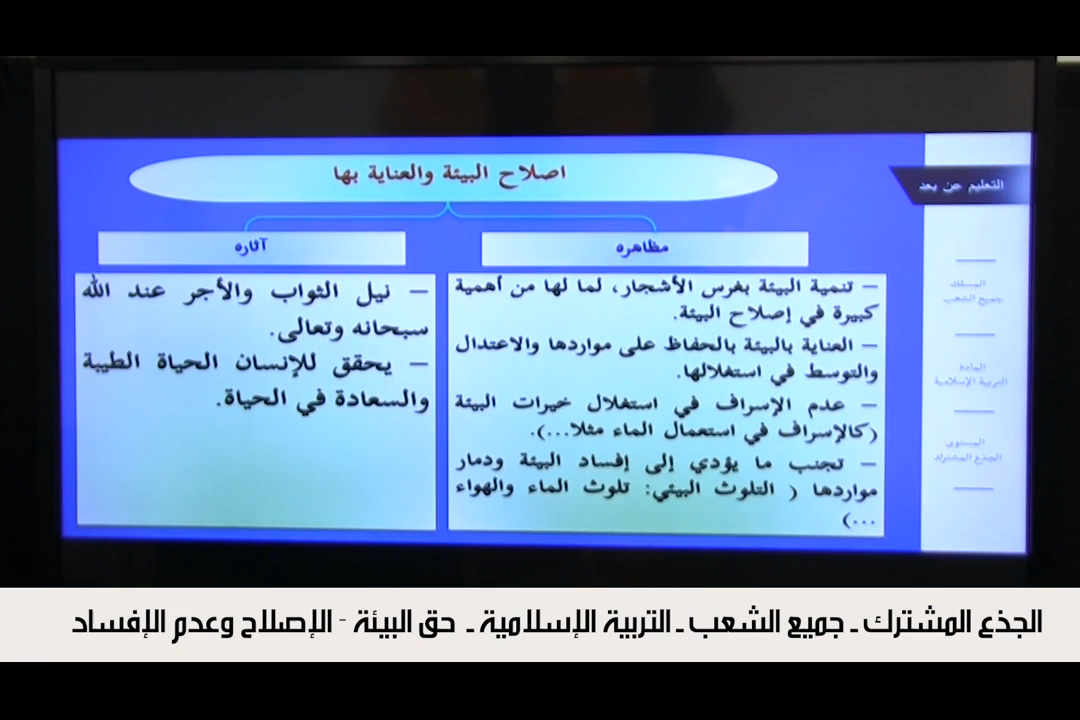 اصلاح البيئة والعناية بها
التعليم عن بعد
مظاهره
آثاره
– تنمية البيئة بغرس الأشجار، لما لها من أهمية
كبيرة في إصلاح البيئة.
– العناية بالبيئة بالحفاظ على مواردها والاعتدال
والتوسط في استغلالها.
– عدم الإسراف في استغلال خيرات البيئة
(كالإسراف في استعمال الماء مثلا...).
– تجنب ما يؤدي إلى إفساد البيئة ودمار
مواردها ( التلوث البيئي: تلوث الماء والهواء
...)
– نيل الثواب والأجر عند الله
سبحانه وتعالى.
– يحقق للإنسان الحياة الطيبة
والسعادة في الحياة.
المسلك
جميع الشعب
المادة
التربية الإسلامية
المستوى
الجذع المشترك
الجذع المشترك ـ جميع الشعب ـ التربية الإسلامية ـ حق البيئة - الإصلاح وعدم الإفساد